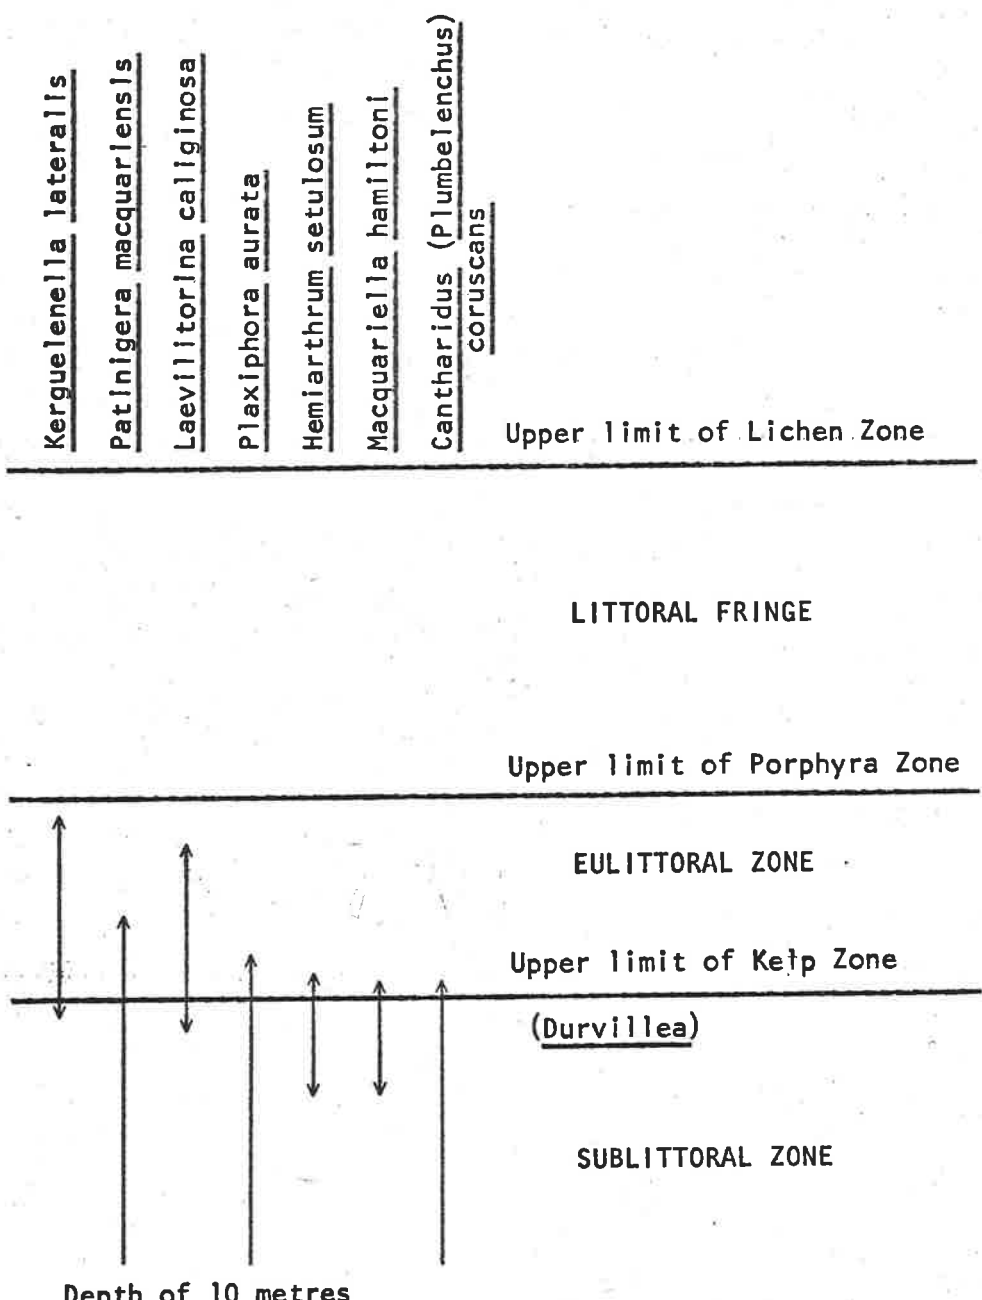 Kerguelenella lateralis
Patinigera macquariensis
Laevilitorina caliginosa
Plaxiphora aurata
Hemiarthrum setulosum
Macquariella hamiltoni
Cantharidus (Plumbelenchus)
coruscans
Upper limit of Lichen Zone
LITTORAL FRINGE
Upper limit of Porphyra Zone
EULITTORAL ZONE
Upper limit of Kelp Zone
(Durvillea)
SUBLITTORAL ZONE
Depth of 10 metres